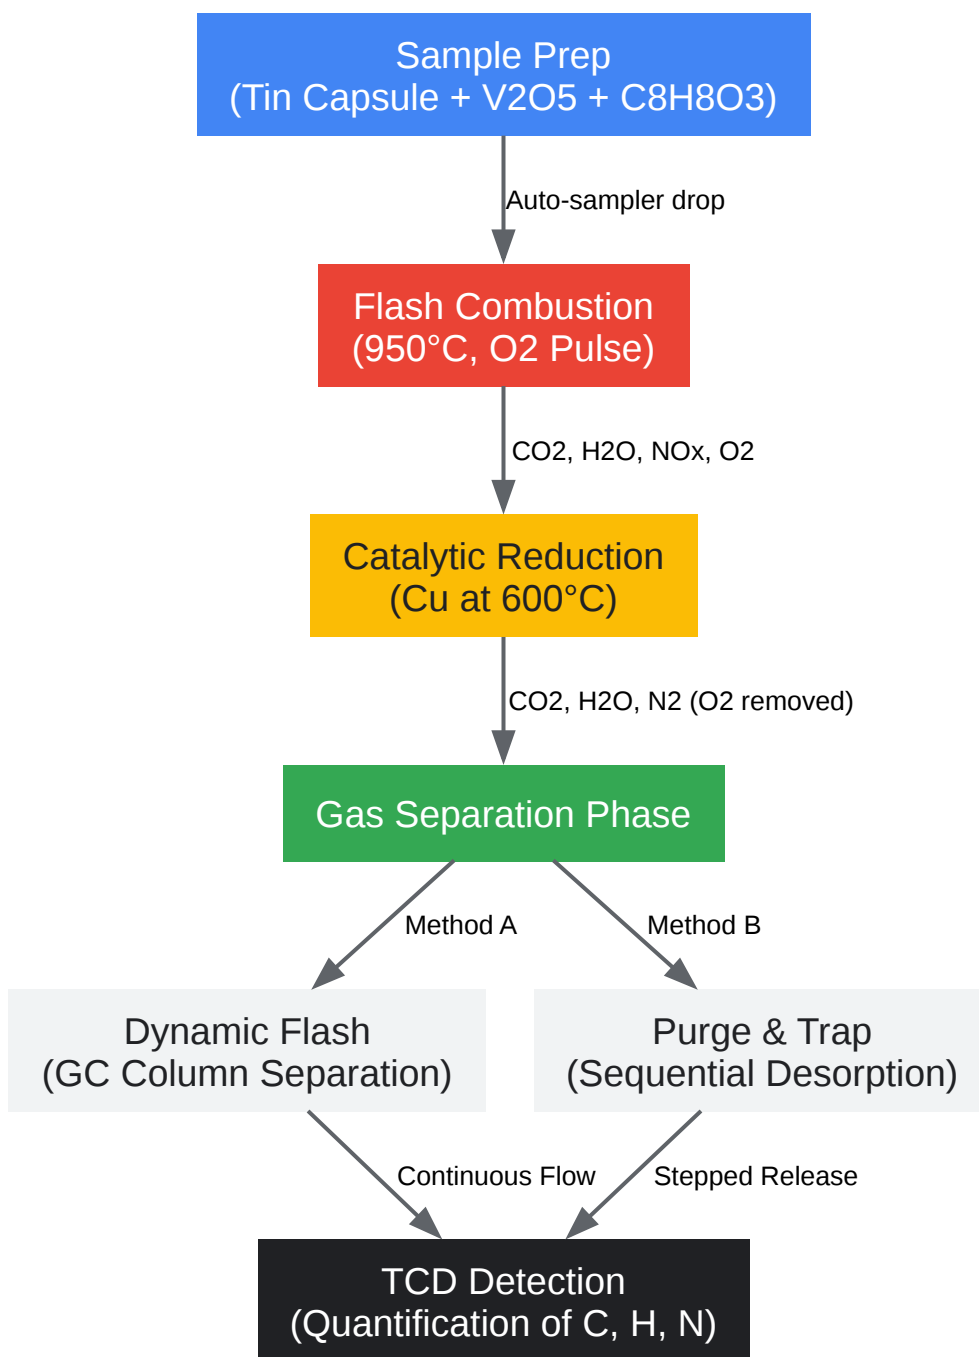 Sample Prep
(Tin Capsule + V2O5 + C8H8O3)
Auto-sampler drop
Flash Combustion
(950°C, O2 Pulse)
CO2, H2O, NOx, O2
Catalytic Reduction
(Cu at 600°C)
CO2, H2O, N2 (O2 removed)
Gas Separation Phase
Method A
Method B
Dynamic Flash
(GC Column Separation)
Purge & Trap
(Sequential Desorption)
Continuous Flow
Stepped Release
TCD Detection
(Quantification of C, H, N)